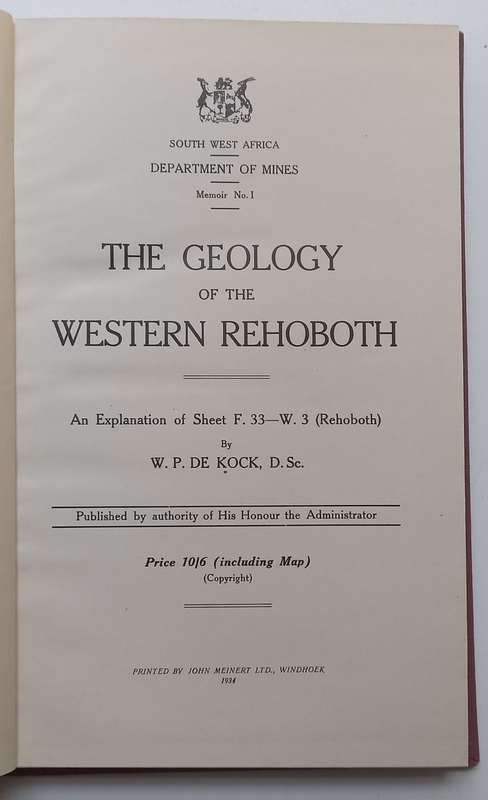 SOUTH WEST AFRICA
DEPARTMENT OF MINES
Memoir No. 1
THE GEOLOGY
OF THE
WESTERN REHOBOTH
An Explanation of Sheet F. 33—W. 3 (Rehoboth)
By
W. P. DE KOCK, D. Sc.
Published by authority of His Honour the Administrator
Price 10/6 (including Map)
(Copyright)
PRINTED BY JOHN MEINERT LTD., WINDHOEK
1934